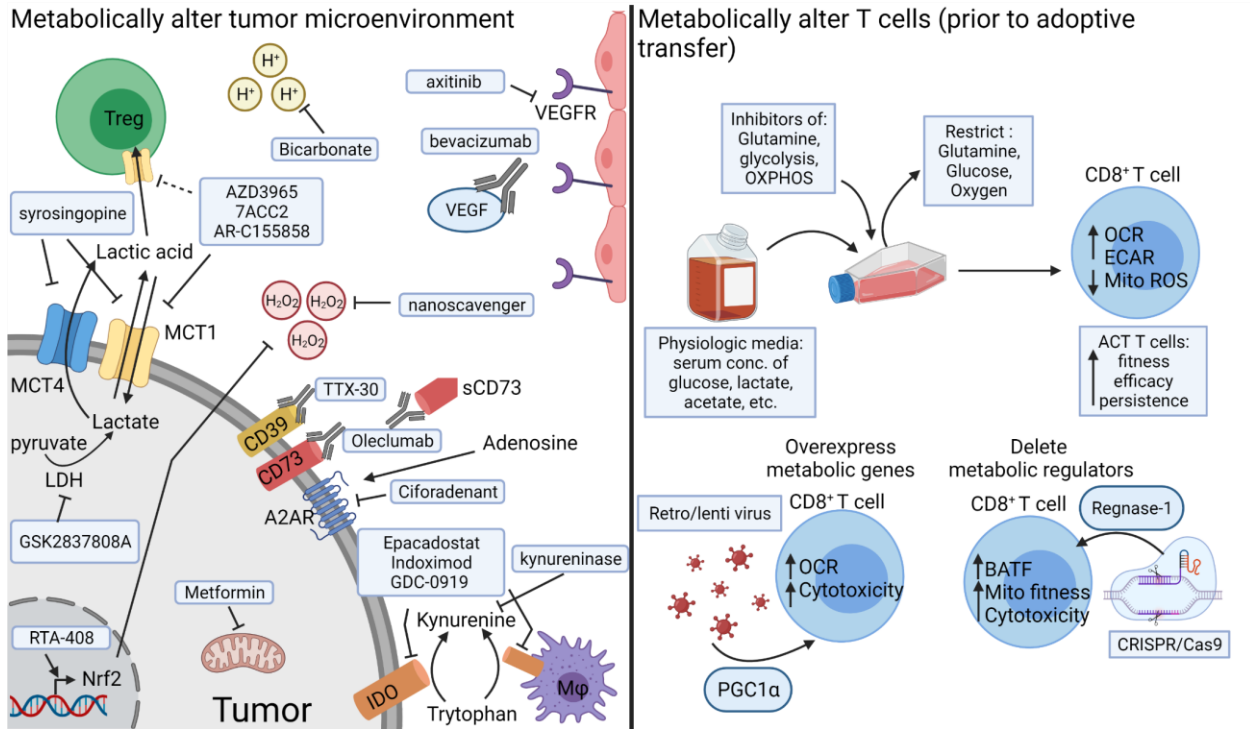 Metabolically alter tumor microenvironment
Treg
H⁺
H⁺
H⁺
Bicarbonate
axitinib
VEGFR
bevacizumab
VEGF
syrosingopine
AZD3965
7ACC2
AR-C155858
Lactic acid
MCT1
MCT4
H₂O₂
H₂O₂
H₂O₂
nanoscavenger
Lactate
pyruvate
LDH
GSK2837808A
TTX-30
sCD73
CD39
Oleclumab
CD73
Adenosine
A2AR
Ciforadenant
Epacadostat
Indoximod
GDC-0919
kynureninase
Metformin
Kynurenine
RTA-408
Nrf2
IDO
Mφ
Trytophan
Tumor
Metabolically alter T cells (prior to adoptive
transfer)
Inhibitors of:
Glutamine,
glycolysis,
OXPHOS
Restrict :
Glutamine,
Glucose,
Oxygen
CD8⁺ T cell
OCR
ECAR
Mito ROS
Physiologic media:
serum conc. of
glucose, lactate,
acetate, etc.
ACT T cells:
fitness
efficacy
persistence
Overexpress
metabolic genes
CD8⁺ T cell
Retro/lenti virus
OCR
Cytotoxicity
PGC1α
Delete
metabolic regulators
CD8⁺ T cell
Regnase-1
BATF
Mito fitness
Cytotoxicity
CRISPR/Cas9